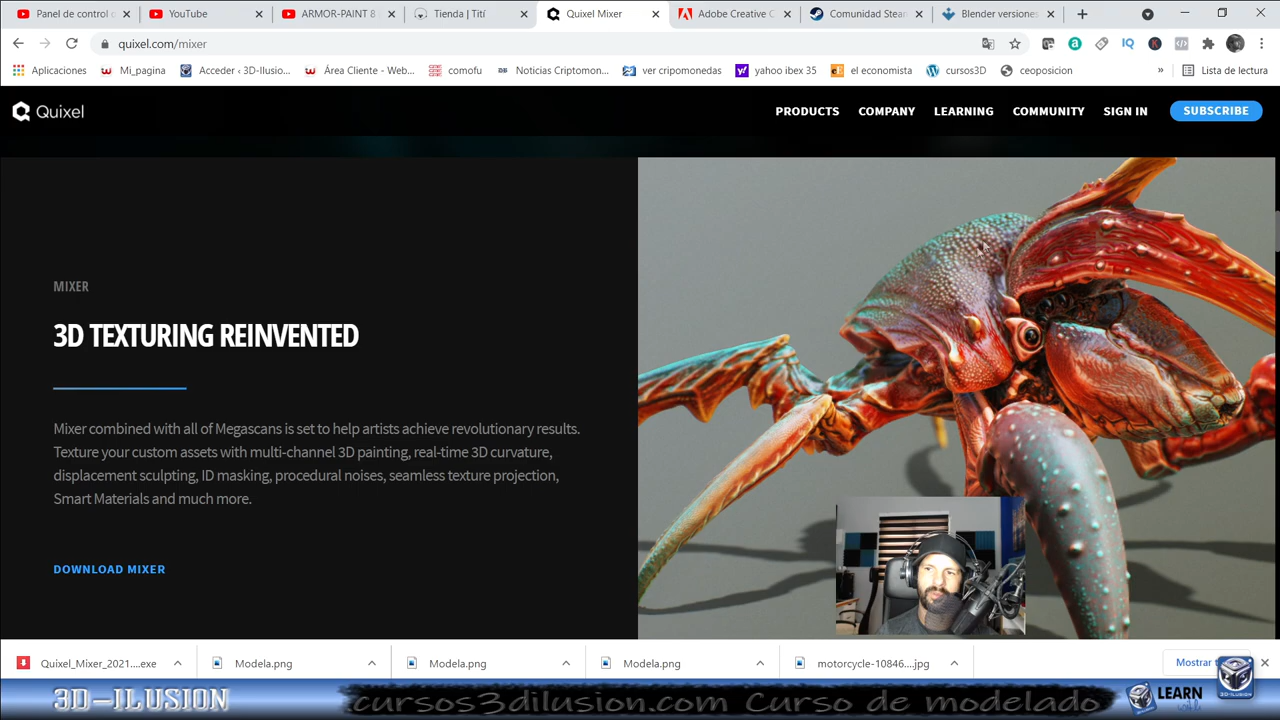 Panel de control d
YouTube
ARMOR-PAINT 8
Tienda | Tití
Quixel Mixer
Adobe Creative C
Comunidad Stea
Blender versiones
quixel.com/mixer
Aplicaciones
Mi_pagina
Acceder ‹ 3D-Ilusio...
Área Cliente - Web...
comofu
Noticias Criptomon...
ver cripomonedas
yahoo ibex 35
el economista
cursos3D
ceoposicion
»
Lista de lectura
Quixel
PRODUCTS
COMPANY
LEARNING
COMMUNITY
SIGN IN
SUBSCRIBE
MIXER
3D TEXTURING REINVENTED
Mixer combined with all of Megascans is set to help artists achieve revolutionary results.
Texture your custom assets with multi-channel 3D painting, real-time 3D curvature,
displacement sculpting, ID masking, procedural noises, seamless texture projection,
Smart Materials and much more.
DOWNLOAD MIXER
Quixel_Mixer_2021....exe
Modela.png
Modela.png
Modela.png
motorcycle-10846....jpg
Mostrar t
3D-ILUSION
cursos3dilusion.com Curso de modelado
LEARN
3D-ILUSION